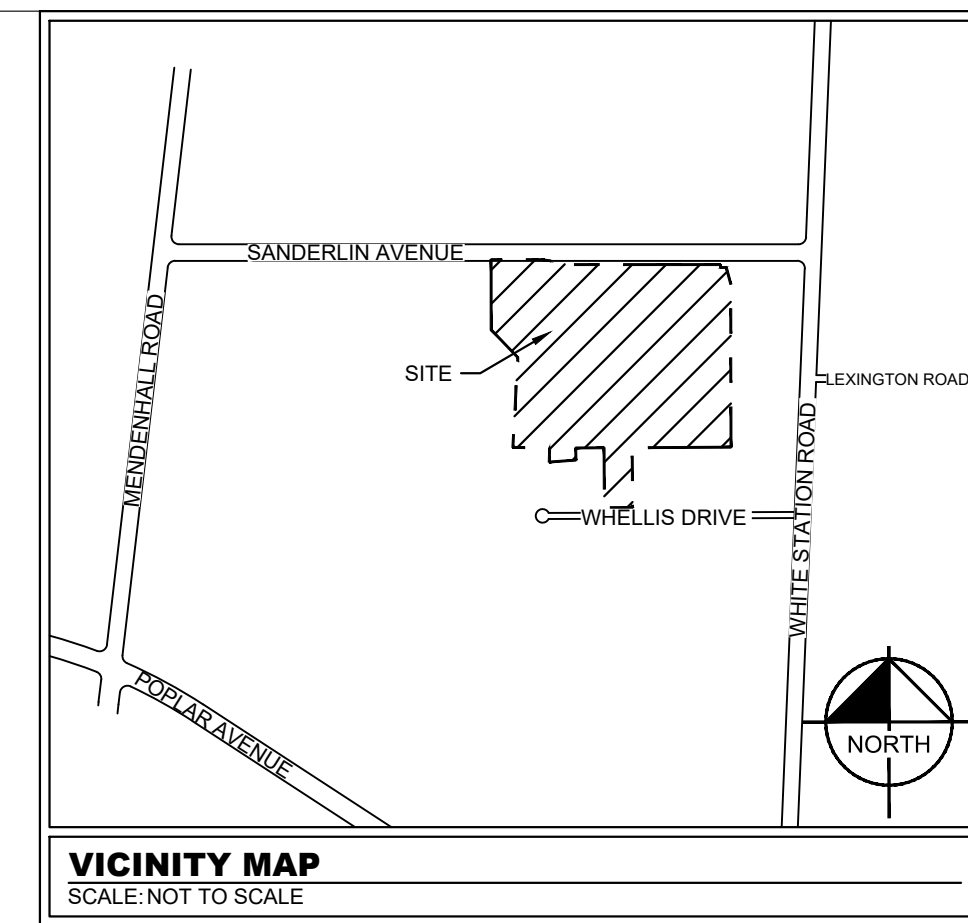 SANDERLIN AVENUE
MENDENHALL ROAD
SITE
LEXINGTON ROAD
WHITE STATION ROAD
WHELLIS DRIVE
POPLAR AVENUE
NORTH
VICINITY MAP
SCALE: NOT TO SCALE